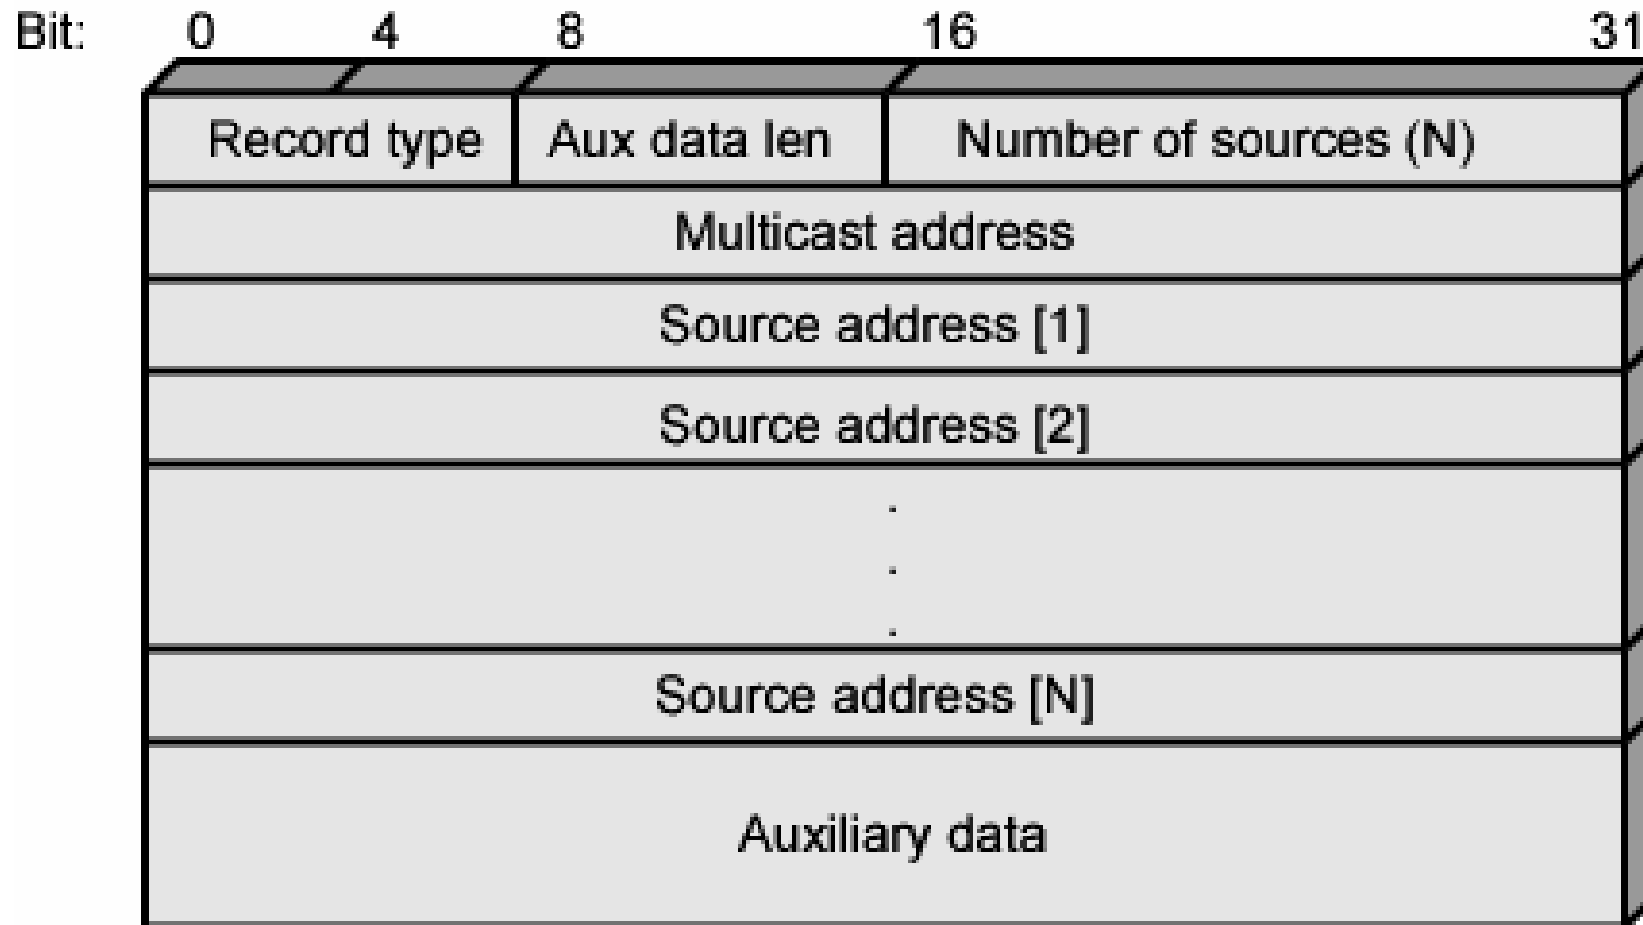 Bit: 0 4 8 16 31
Record type Aux data len Number of sources (N)
Multicast address
Source address [1]
Source address [2]
.
.
.
Source address [N]
Auxiliary data